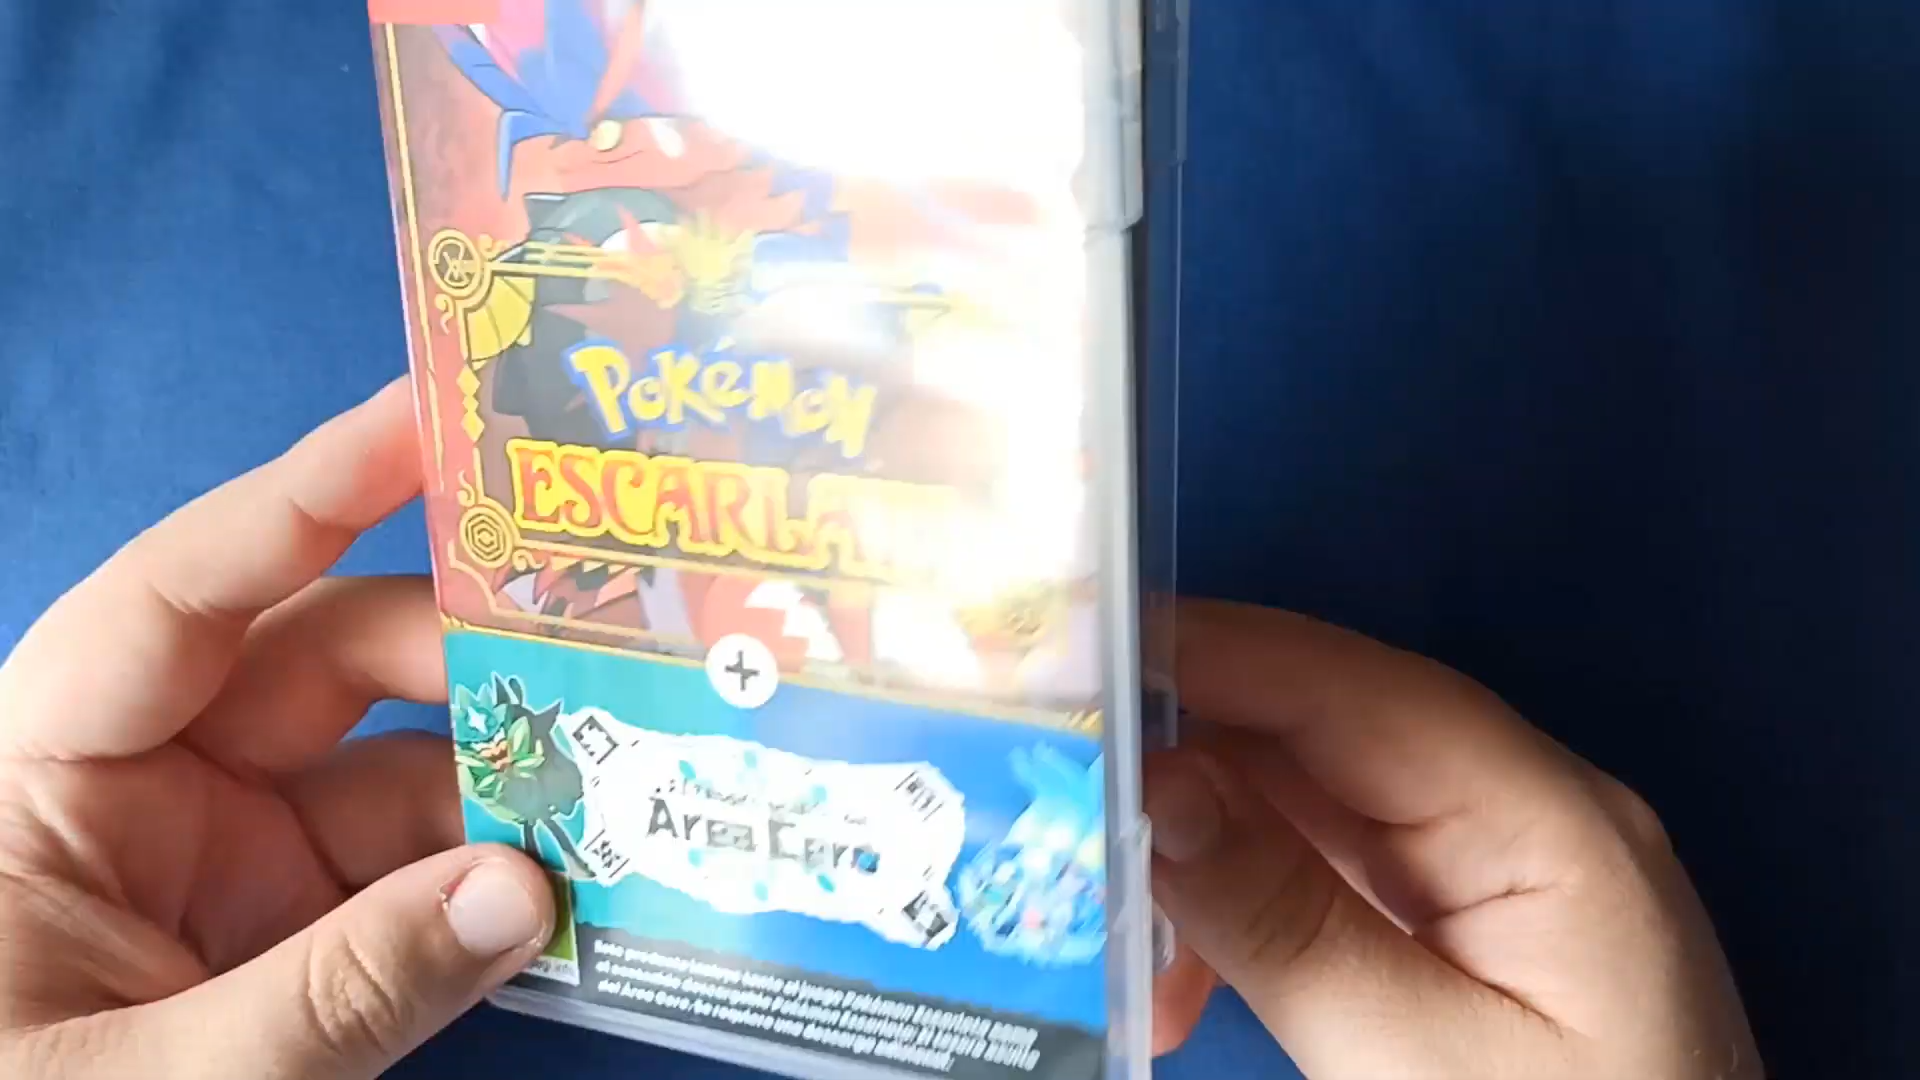 Pokémon
ESCARLA
Área Cero
Este producto incluye tanto el juego Pokémon Escarlata como
el contenido descargable Pokémon Escarlata: El tesoro oculto
del Área Cero. Se requiere una descarga adicional.